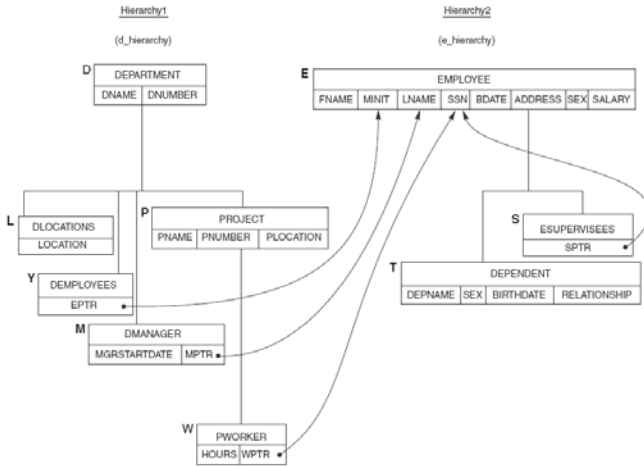 Hierarchy1
(d_hierarchy)
D
DEPARTMENT
DNAME DNUMBER
L
DLOCATIONS
LOCATION
P
PROJECT
PNAME PNUMBER PLOCATION
Y
DEMPLOYEES
EPTR
M
DMANAGER
MGRSTARTDATE MPTR
W
PWORKER
HOURS WPTR
Hierarchy2
(e_hierarchy)
E
EMPLOYEE
FNAME MINIT LNAME SSN BDATE ADDRESS SEX SALARY
S
ESUPERVISEES
SPTR
T
DEPENDENT
DEPNAME SEX BIRTHDATE RELATIONSHIP